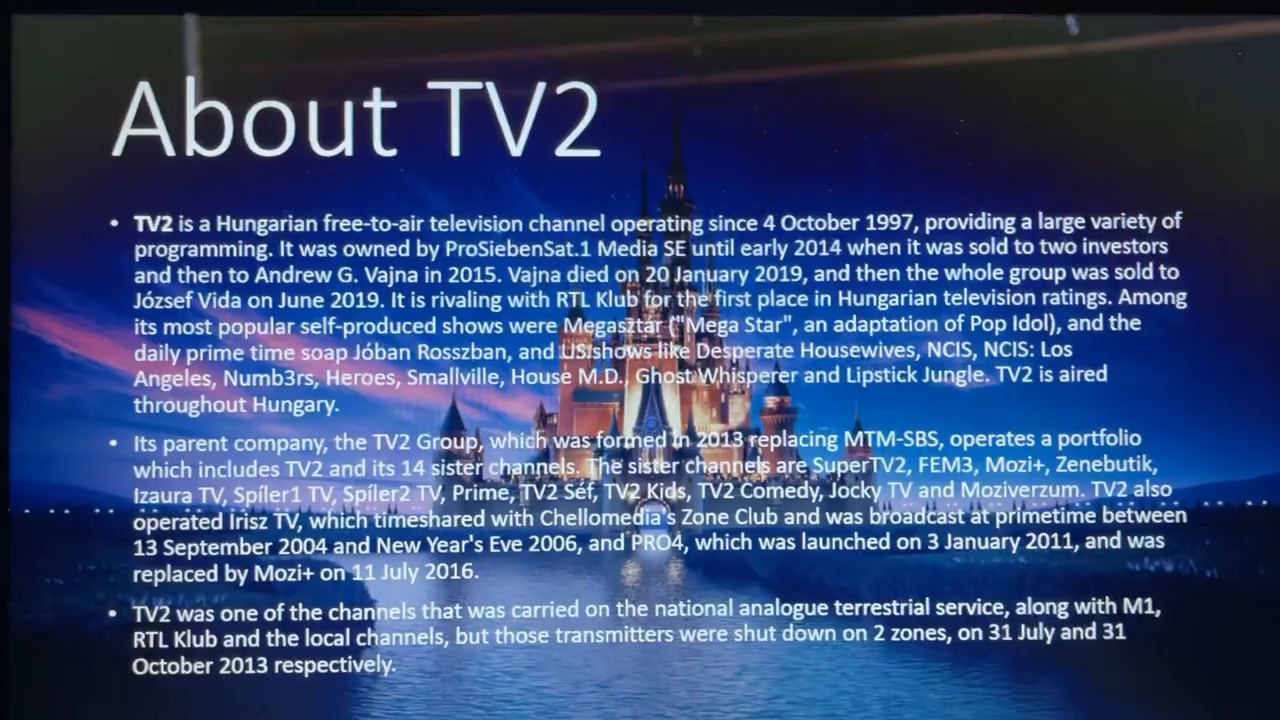 About TV2
• TV2 is a Hungarian free-to-air television channel operating since 4 October 1997, providing a large variety of
programming. It was owned by ProSiebenSat.1 Media SE until early 2014 when it was sold to two investors
and then to Andrew G. Vajna in 2015. Vajna died on 20 January 2019, and then the whole group was sold to
József Vida on June 2019. It is rivaling with RTL Klub for the first place in Hungarian television ratings. Among
its most popular self-produced shows were Megasztár ("Mega Star", an adaptation of Pop Idol), and the
daily prime time soap Jóban Rosszban, and US shows like Desperate Housewives, NCIS, NCIS: Los
Angeles, Numb3rs, Heroes, Smallville, House M.D., Ghost Whisperer and Lipstick Jungle. TV2 is aired
throughout Hungary.
• Its parent company, the TV2 Group, which was formed in 2013 replacing MTM-SBS, operates a portfolio
which includes TV2 and its 14 sister channels. The sister channels are SuperTV2, FEM3, Mozi+, Zenebutik,
Izaura TV, Spíler1 TV, Spíler2 TV, Prime, TV2 Séf, TV2 Kids, TV2 Comedy, Jocky TV and Moziverzum. TV2 also
operated Irisz TV, which timeshared with Chellomedia's Zone Club and was broadcast at primetime between
13 September 2004 and New Year's Eve 2006, and PRO4, which was launched on 3 January 2011, and was
replaced by Mozi+ on 11 July 2016.
• TV2 was one of the channels that was carried on the national analogue terrestrial service, along with M1,
RTL Klub and the local channels, but those transmitters were shut down on 2 zones, on 31 July and 31
October 2013 respectively.